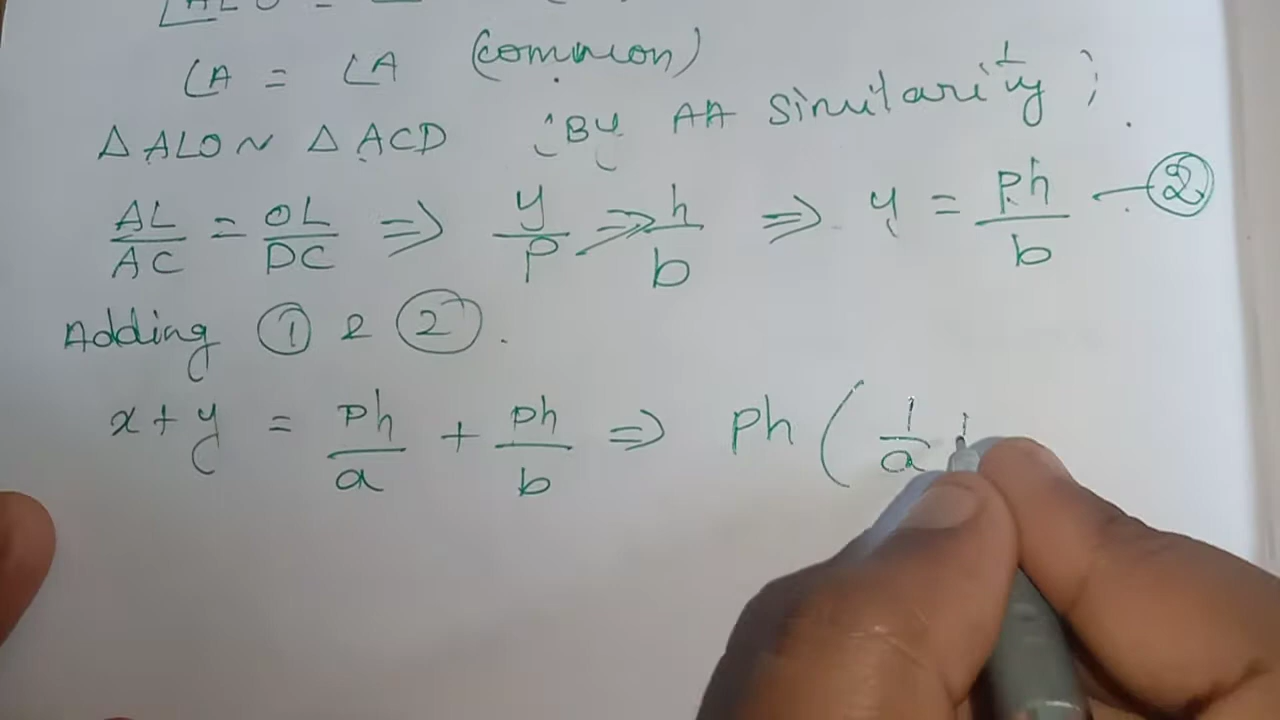 ∠A = ∠A (common)
Δ ALO ~ Δ ACD (By AA similarity)
AL/AC = OL/DC ⇒ y/p ⇒ h/b ⇒ y = ph/b — ②
Adding ① & ② .
x + y = ph/a + ph/b ⇒ ph ( 1/a